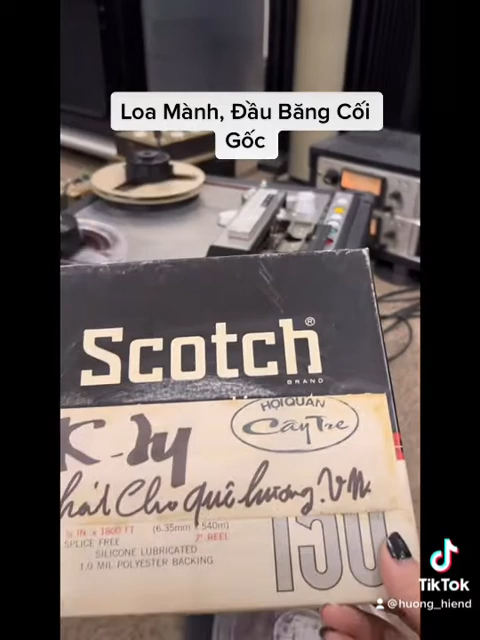 Loa Mành, Đầu Băng Cối
Gốc
Scotch®
BRAND
HỘI QUÁN
Cây Tre
hát Cho quê hương. V.N.
¼ IN. x 1800 FT (6.35mm x 540m)
SPLICE FREE 7" REEL
SILICONE LUBRICATED
1.0 MIL POLYESTER BACKING
150
TikTok
@huong_hiend